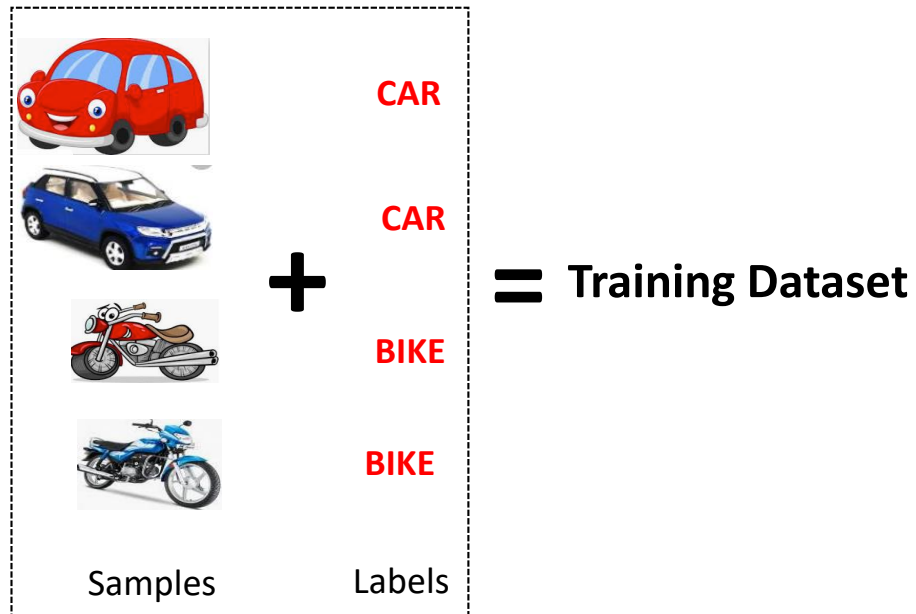 CAR
CAR
+
= Training Dataset
BIKE
BIKE
Samples Labels